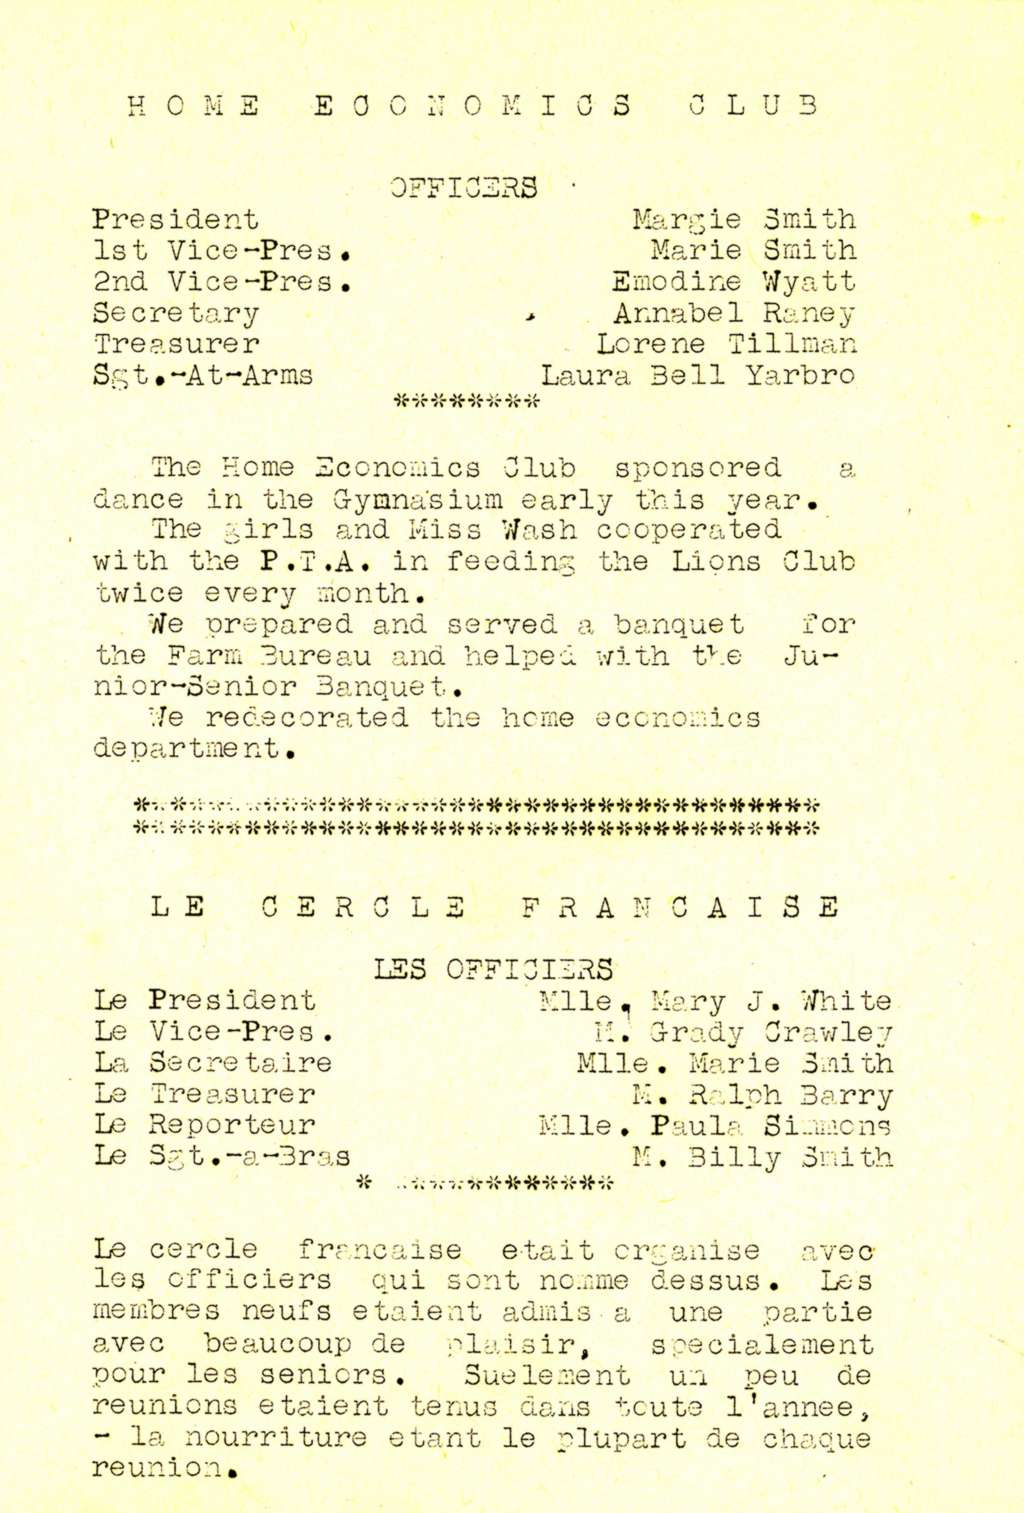 HOME ECONOMICS CLUB
OFFICERS
President Margie Smith
1st Vice-Pres. Marie Smith
2nd Vice-Pres. Emodine Wyatt
Secretary Annabel Raney
Treasurer Lorene Tillman
Sgt.-At-Arms Laura Bell Yarbro
********
The Home Economics Club sponsored a
dance in the Gymnasium early this year.
The girls and Miss Wash cooperated
with the P.T.A. in feeding the Lions Club
twice every month.
We prepared and served a banquet for
the Farm Bureau and helped with the Ju-
nior-Senior Banquet.
We redecorated the home economics
department.
*************************************
*************************************
LE CERCLE FRANCAISE
LES OFFICIERS
Le President Mlle. Mary J. White
Le Vice-Pres. M. Grady Crawley
La Secretaire Mlle. Marie Smith
Le Treasurer M. Ralph Barry
Le Reporteur Mlle. Paula Simmons
Le Sgt.-a-Bras M. Billy Smith
* ************
Le cercle francaise etait organise avec
les officiers qui sont nomme dessus. Les
membres neufs etaient admis a une partie
avec beaucoup de plaisir, specialement
pour les seniors. Suelement un peu de
reunions etaient tenus dans toute l'annee,
- la nourriture etant le plupart de chaque
reunion.